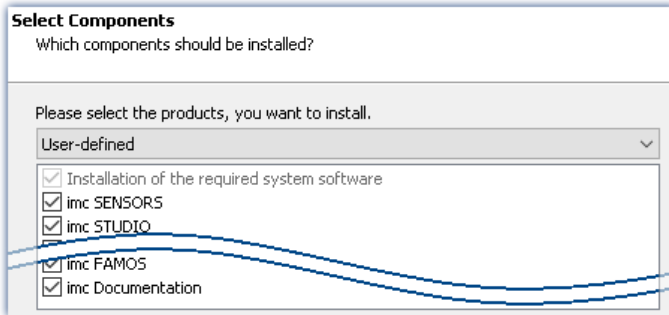 Select Components
Which components should be installed?
Please select the products, you want to install.
User-defined
Installation of the required system software
imc SENSORS
imc STUDIO
imc FAMOS
imc Documentation